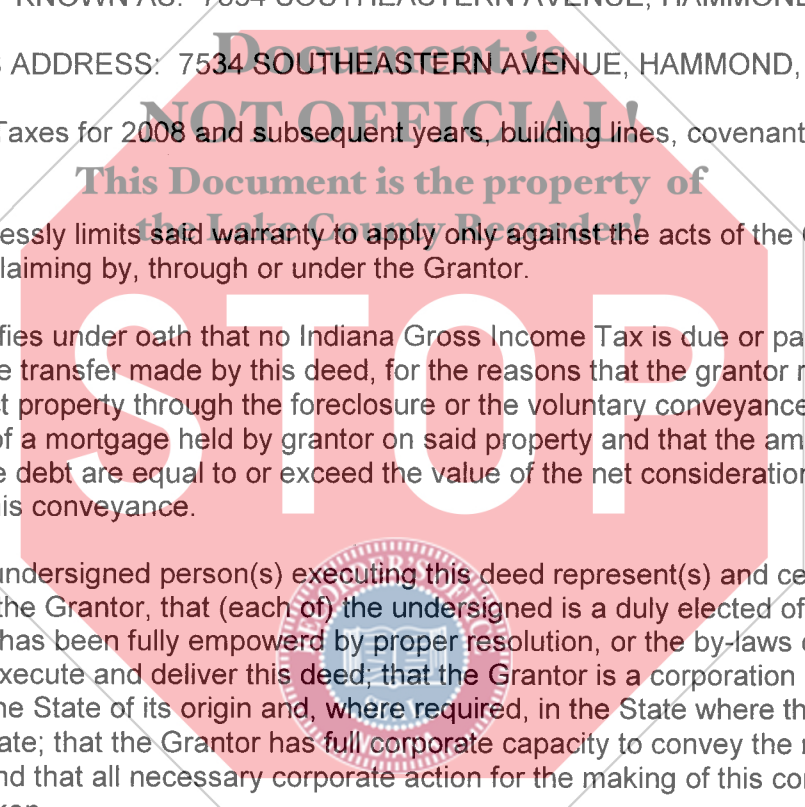 KNOWN AS: 7534 SOUTHEASTERN AVENUE, HAMMOND
ADDRESS: 7534 SOUTHEASTERN AVENUE, HAMMOND,
Document is
Taxes for 2008 and subsequent years, building lines, covenant
NOT OFFICIAL!
This Document is the property of
the Lake County Recorder!
essly limits said warranty to apply only against the acts of the
laiming by, through or under the Grantor.
STOP
fies under oath that no Indiana Gross Income Tax is due or pa
e transfer made by this deed, for the reasons that the grantor
t property through the foreclosure or the voluntary conveyance
of a mortgage held by grantor on said property and that the am
e debt are equal to or exceed the value of the net consideration
is conveyance.
undersigned person(s) executing this deed represent(s) and ce
the Grantor, that (each of) the undersigned is a duly elected of
has been fully empowerd by proper resolution, or the by-laws
xecute and deliver this deed; that the Grantor is a corporation
he State of its origin and, where required, in the State where th
ate; that the Grantor has full corporate capacity to convey the
nd that all necessary corporate action for the making of this co
SEAL
INDIANA